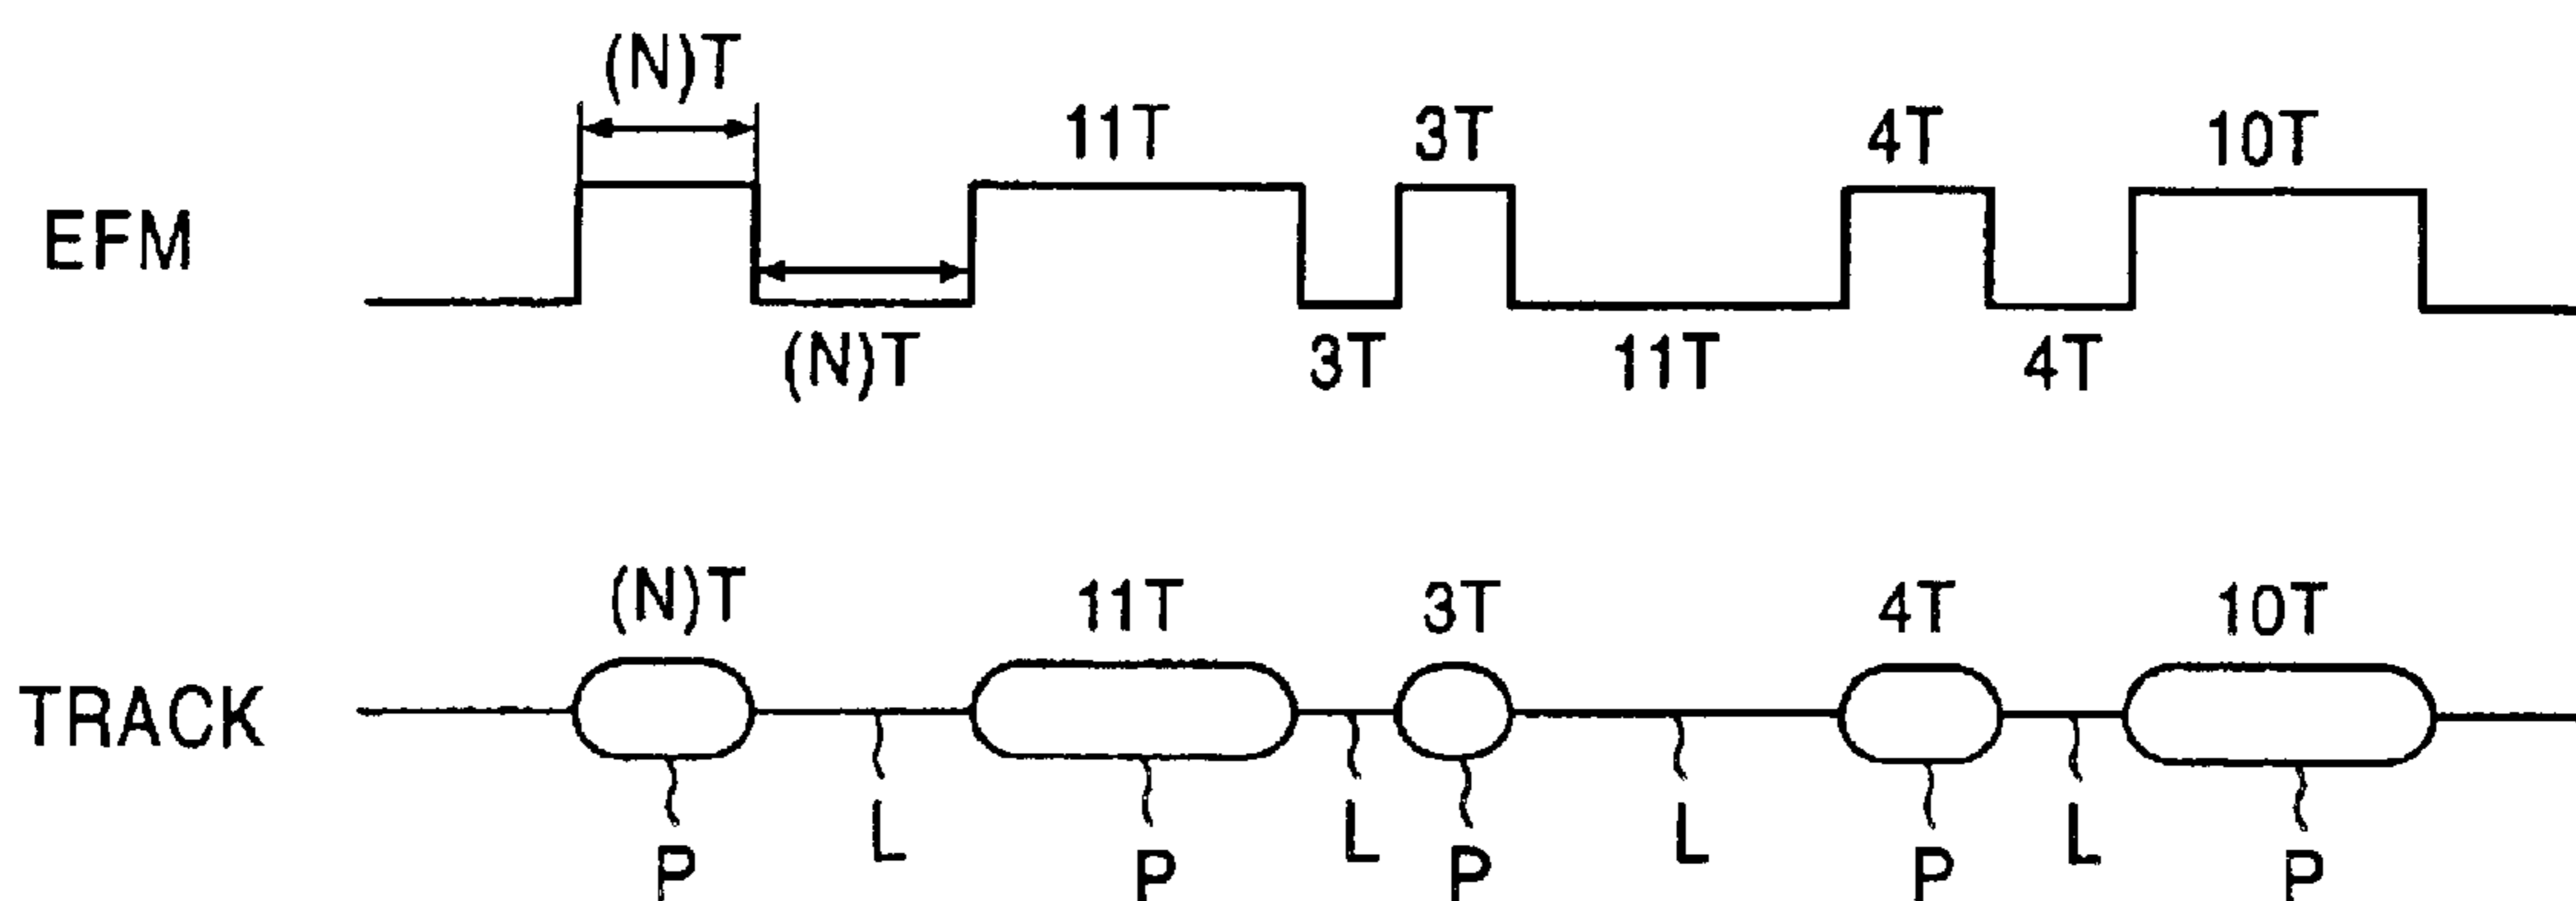 (N)T
11T 3T 4T 10T
EFM
(N)T 3T 11T 4T
(N)T 11T 3T 4T 10T
TRACK
L L L L
P P P P P